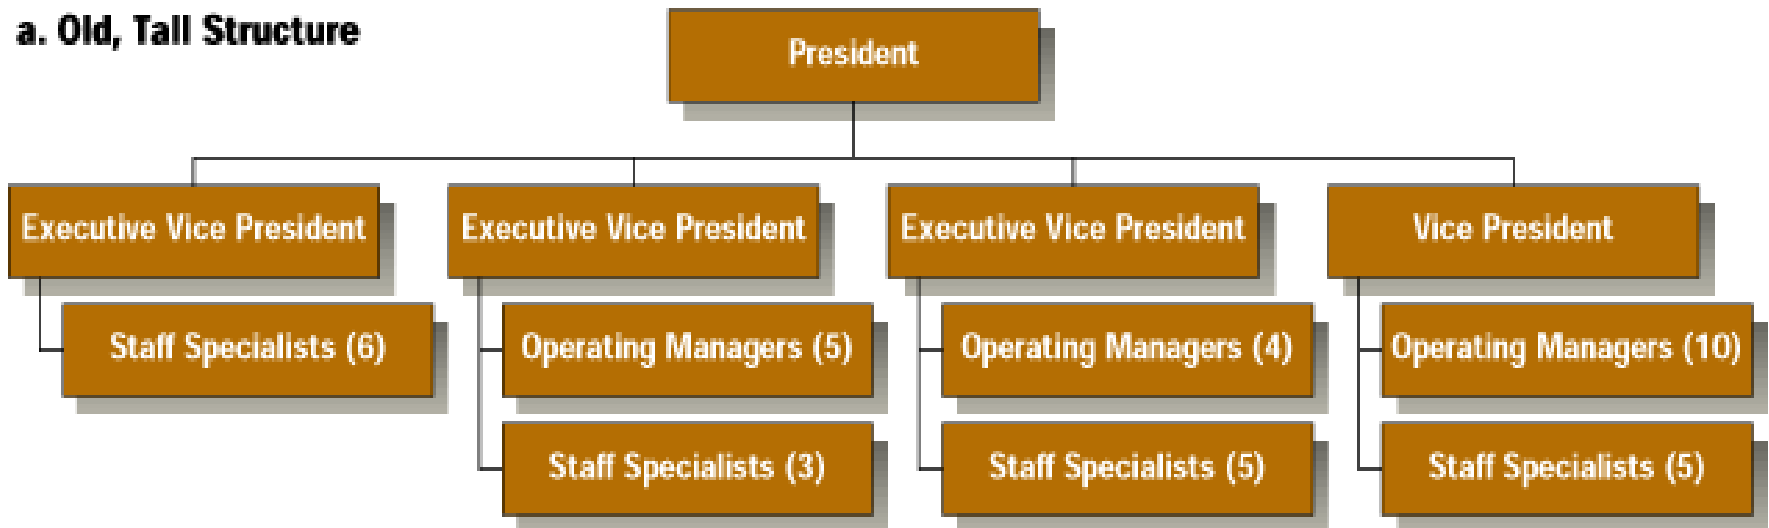 a. Old, Tall Structure
President
Executive Vice President
Executive Vice President
Executive Vice President
Vice President
Staff Specialists (6)
Operating Managers (5)
Operating Managers (4)
Operating Managers (10)
Staff Specialists (3)
Staff Specialists (5)
Staff Specialists (5)